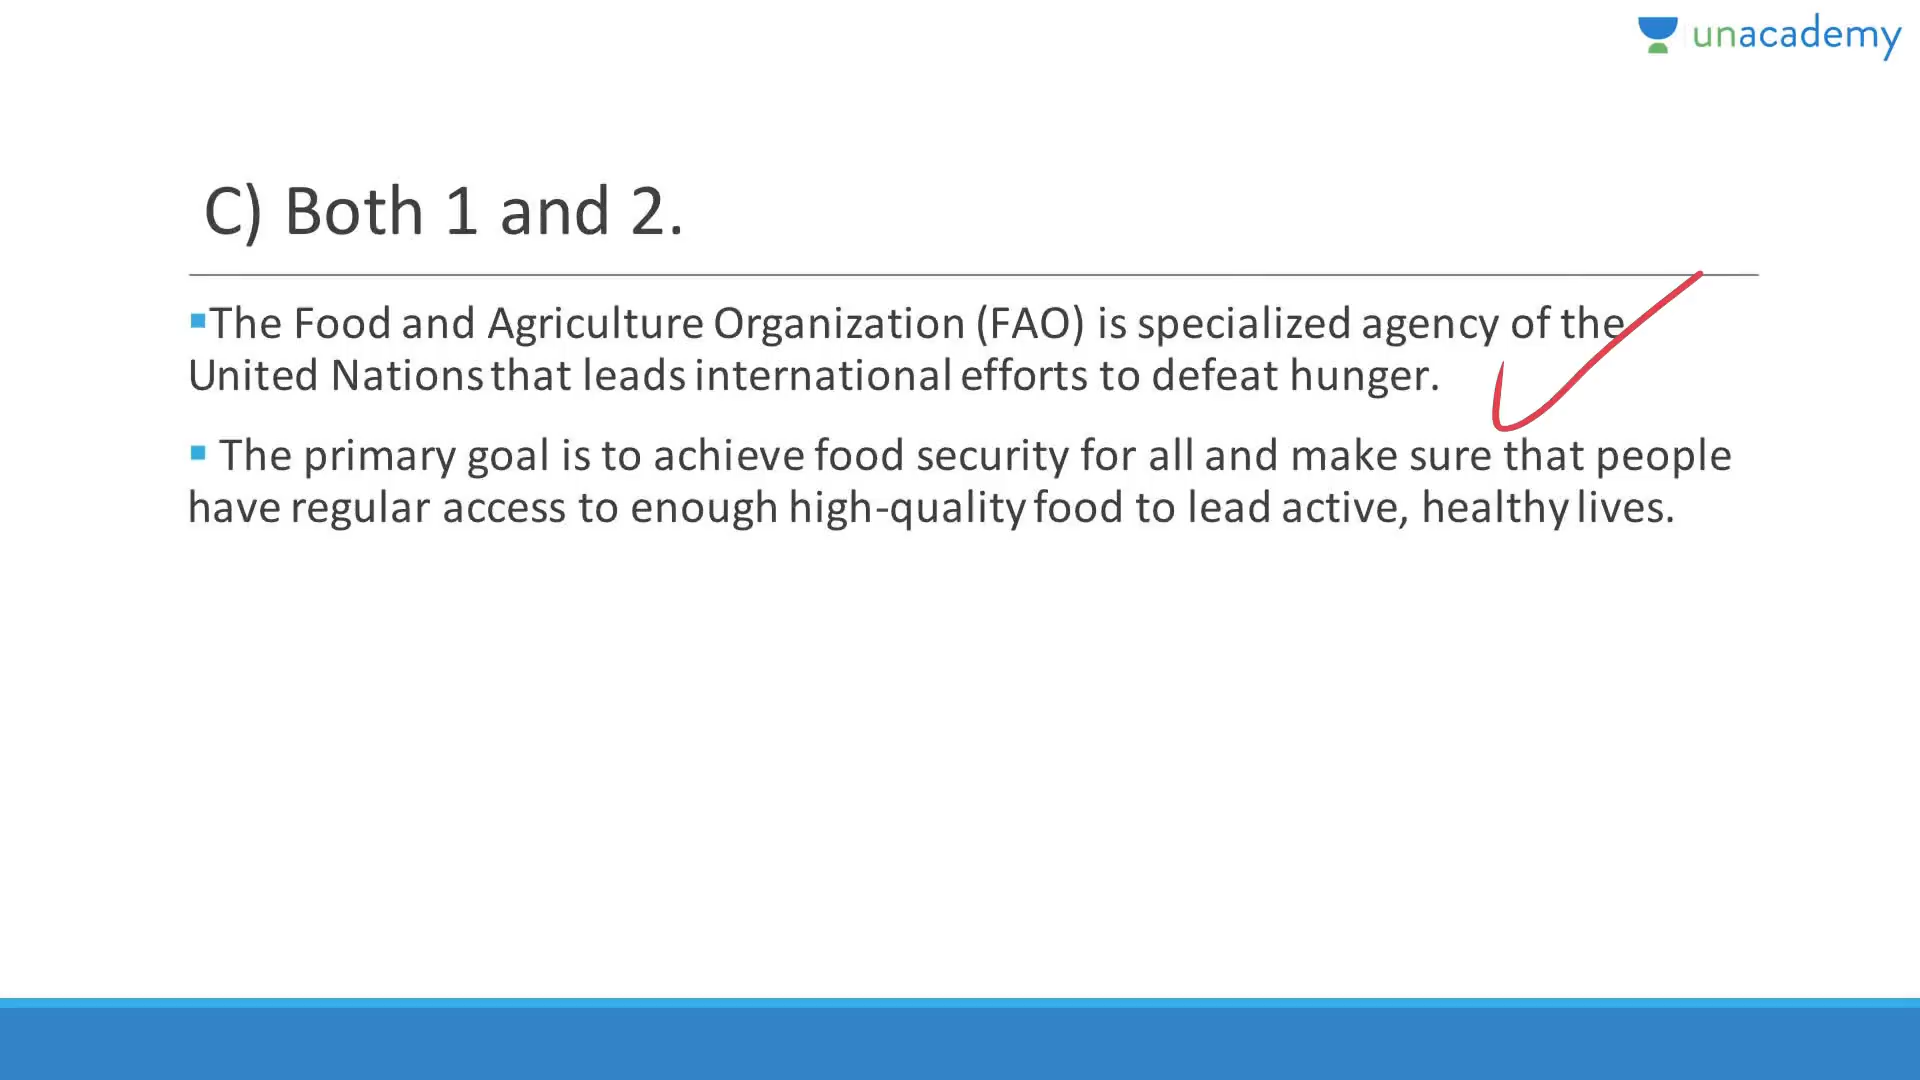 unacademy
C) Both 1 and 2.
The Food and Agriculture Organization (FAO) is specialized agency of the
United Nations that leads international efforts to defeat hunger.
The primary goal is to achieve food security for all and make sure that people
have regular access to enough high-quality food to lead active, healthy lives.